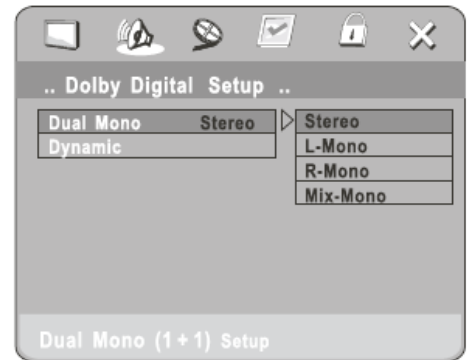 .. Dolby Digital Setup ..
Dual Mono Stereo
Dynamic
Stereo
L-Mono
R-Mono
Mix-Mono
Dual Mono (1+1) Setup